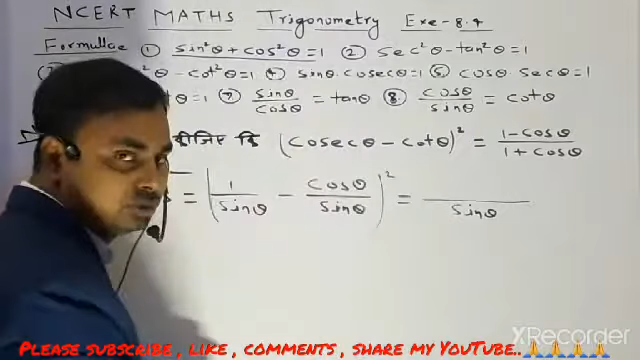 NCERT MATHS Trigonometry Exe-8.4
Formullae ① sin²θ + cos²θ = 1 ② sec²θ - tan²θ = 1
²θ - cot²θ = 1 ④ sinθ. cosecθ = 1 ⑤ cosθ secθ = 1
θ = 1 ⑦ sinθ/cosθ = tanθ ⑧ cosθ/sinθ = cotθ
कीजिए कि (cosecθ - cotθ)² = 1 - cosθ / 1 + cosθ
= (1/sinθ - cosθ/sinθ)² = /sinθ
XRecorder
Please subscribe, like, comments, share my YouTube..🙏🙏🙏